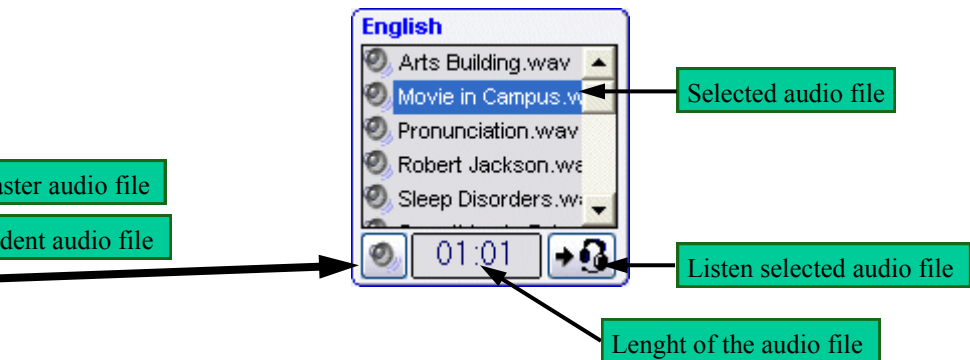 English
Arts Building.wav
Movie in Campus.w
Selected audio file
Pronunciation.wav
Robert Jackson.wa
aster audio file
Sleep Disorders.w
dent audio file
01:01
Listen selected audio file
Lenght of the audio file